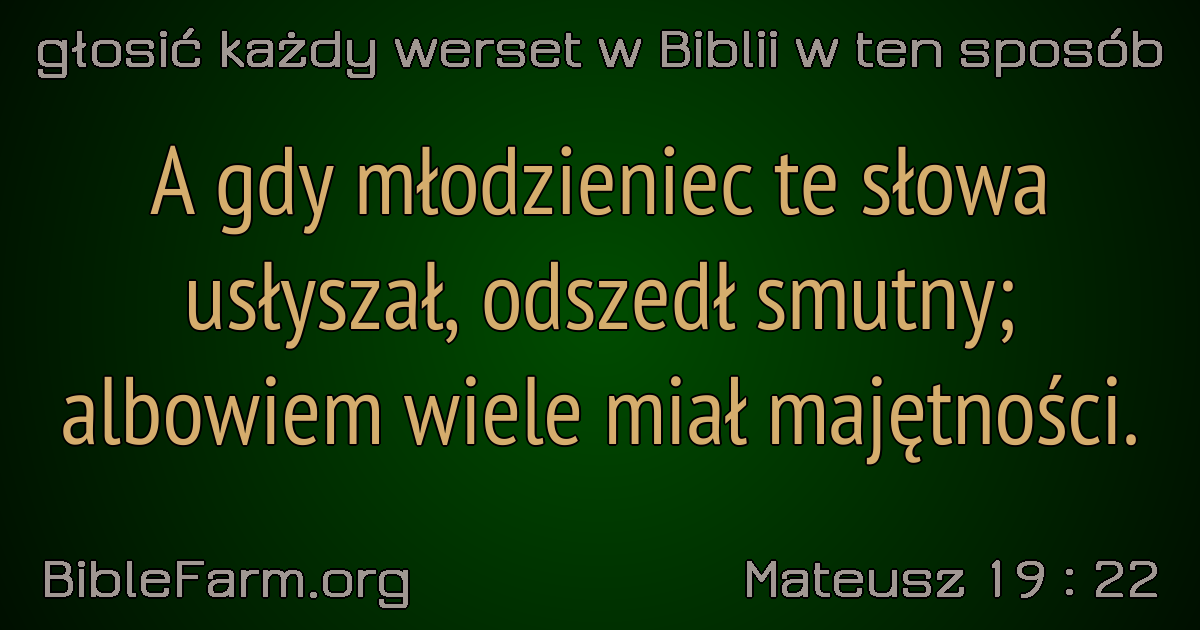 głosić każdy werset w Biblii w ten sposób
A gdy młodzieniec te słowa
usłyszał, odszedł smutny;
albowiem wiele miał majętności.
BibleFarm.org
Mateusz 19 : 22